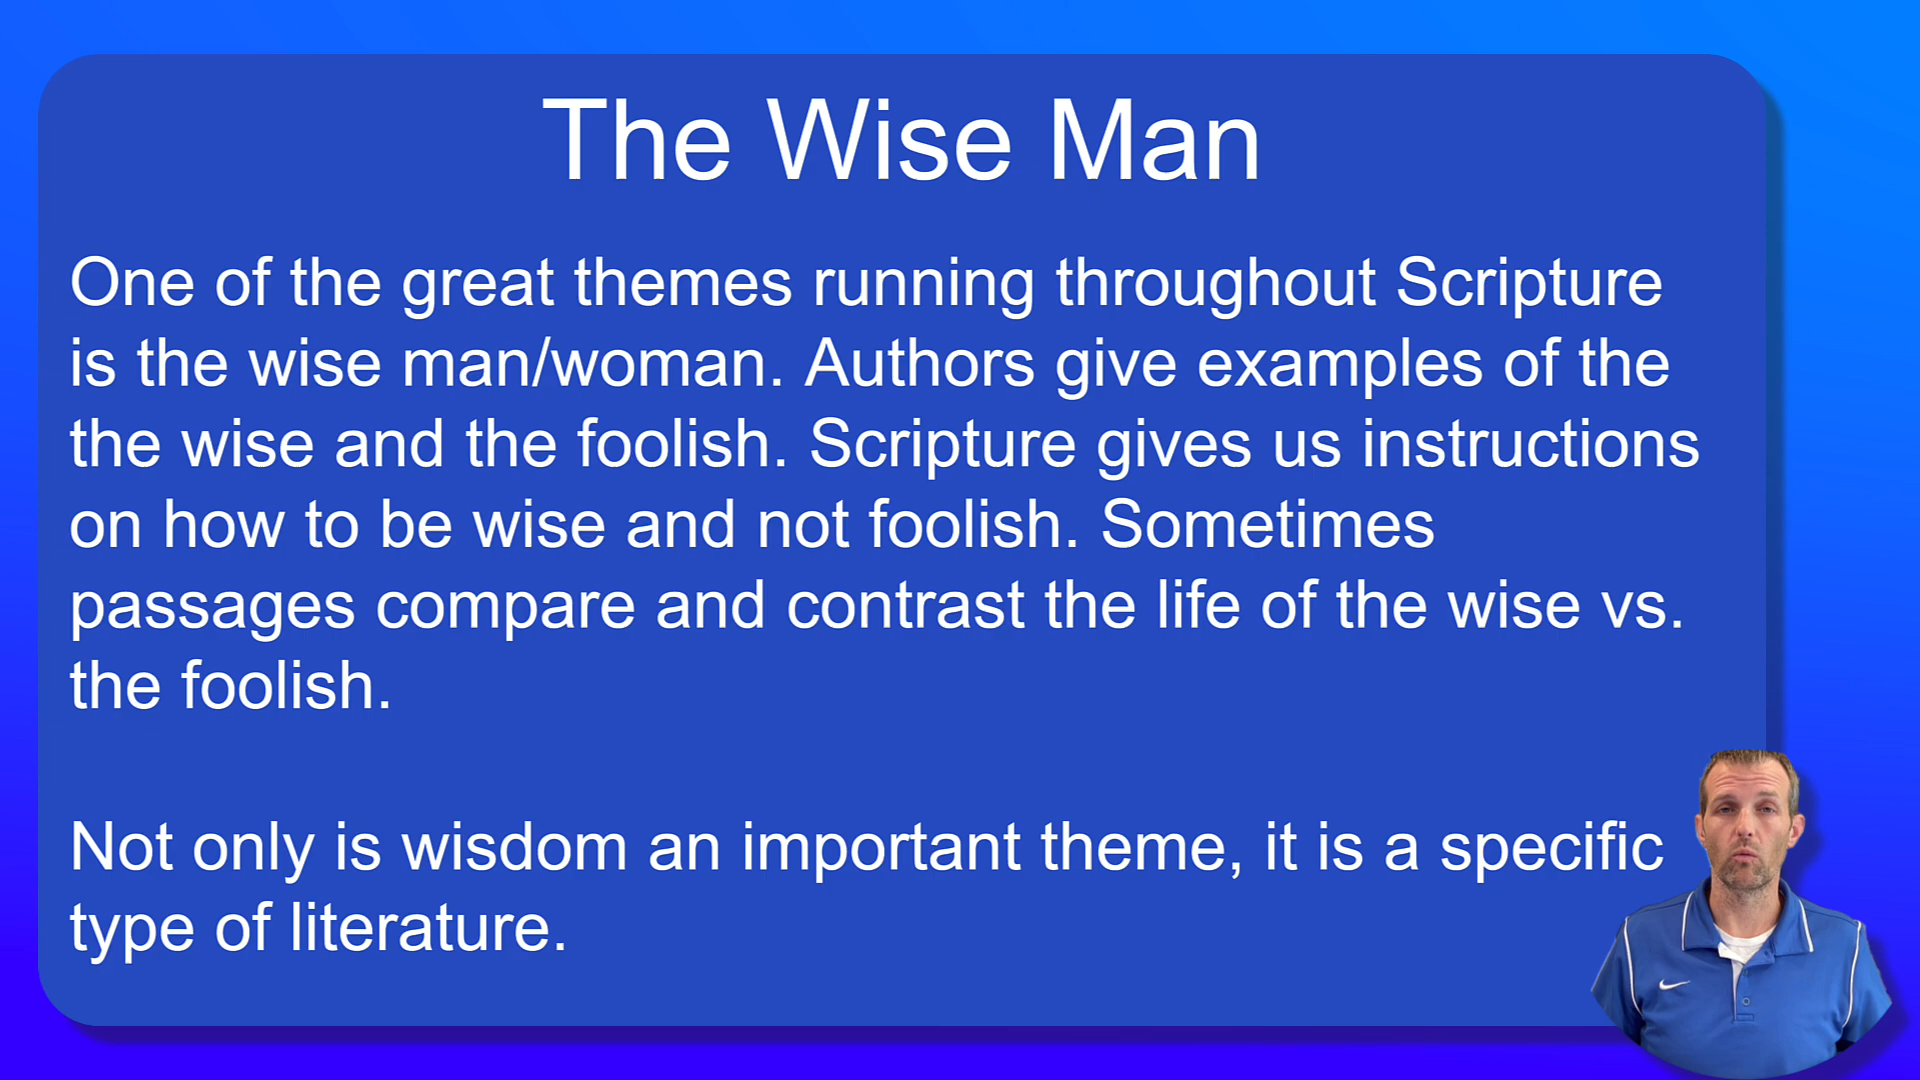 The Wise Man
One of the great themes running throughout Scripture
is the wise man/woman. Authors give examples of the
the wise and the foolish. Scripture gives us instructions
on how to be wise and not foolish. Sometimes
passages compare and contrast the life of the wise vs.
the foolish.
Not only is wisdom an important theme, it is a specific
type of literature.